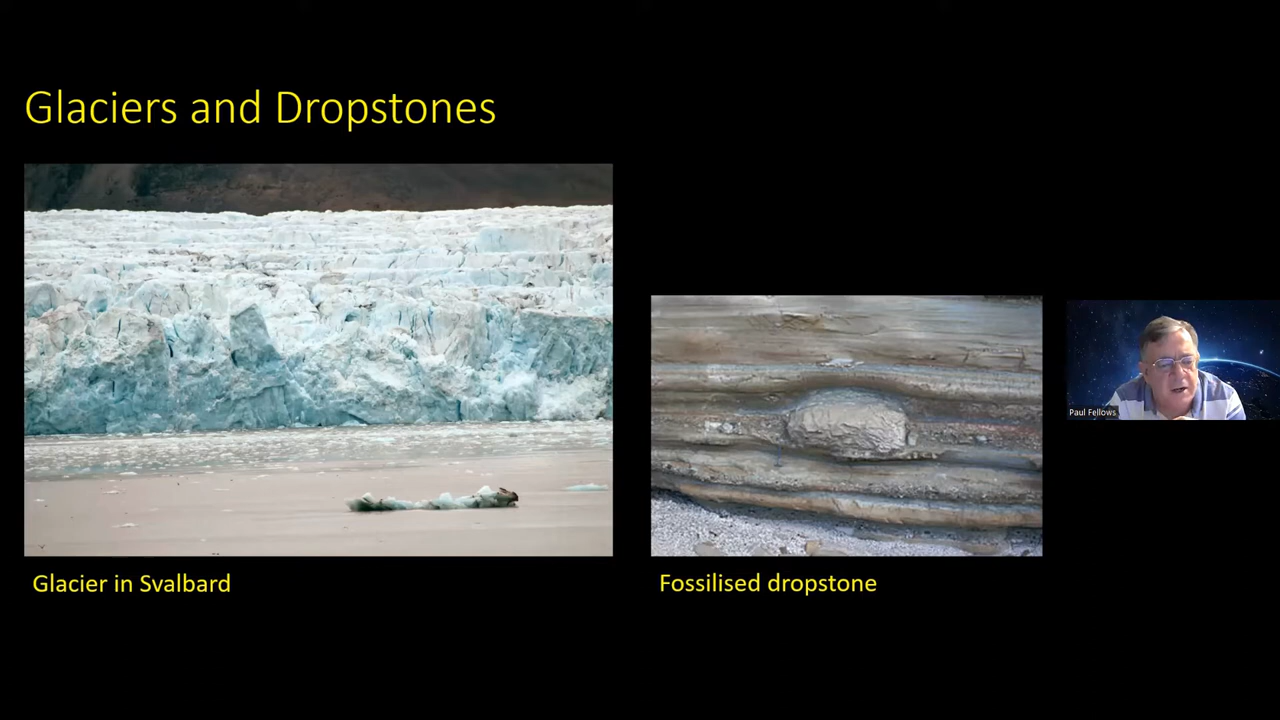 Glaciers and Dropstones
Paul Fellows
Glacier in Svalbard
Fossilised dropstone